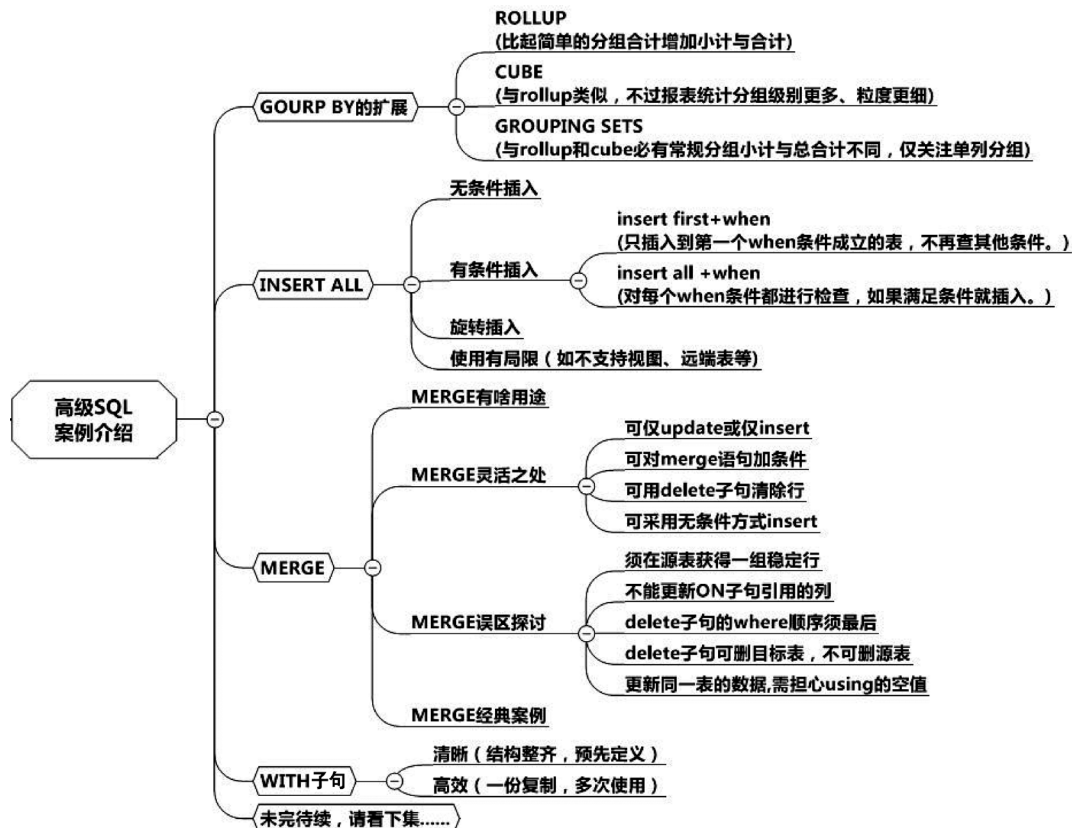 高级SQL
案例介绍
GOURP BY的扩展
ROLLUP
(比起简单的分组合计增加小计与合计)
CUBE
(与rollup类似，不过报表统计分组级别更多、粒度更细)
GROUPING SETS
(与rollup和cube必有常规分组小计与总合计不同，仅关注单列分组)
INSERT ALL
无条件插入
有条件插入
insert first+when
(只插入到第一个when条件成立的表，不再查其他条件。)
insert all +when
(对每个when条件都进行检查，如果满足条件就插入。)
旋转插入
使用有局限（如不支持视图、远端表等)
MERGE
MERGE有啥用途
MERGE灵活之处
可仅update或仅insert
可对merge语句加条件
可用delete子句清除行
可采用无条件方式insert
MERGE误区探讨
须在源表获得一组稳定行
不能更新ON子句引用的列
delete子句的where顺序须最后
delete子句可删目标表，不可删源表
更新同一表的数据,需担心using的空值
MERGE经典案例
WITH子句
清晰（结构整齐，预先定义）
高效（一份复制，多次使用）
未完待续，请看下集......